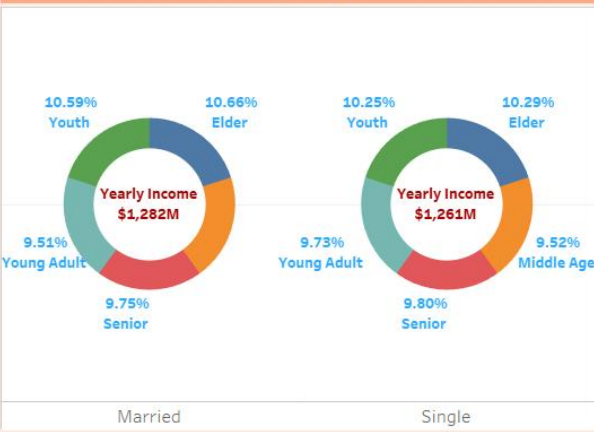 10.59%
Youth
10.66%
Elder
Yearly Income
$1,282M
9.51%
Young Adult
9.75%
Senior
Married
10.25%
Youth
10.29%
Elder
Yearly Income
$1,261M
9.73%
Young Adult
9.52%
Middle Age
9.80%
Senior
Single